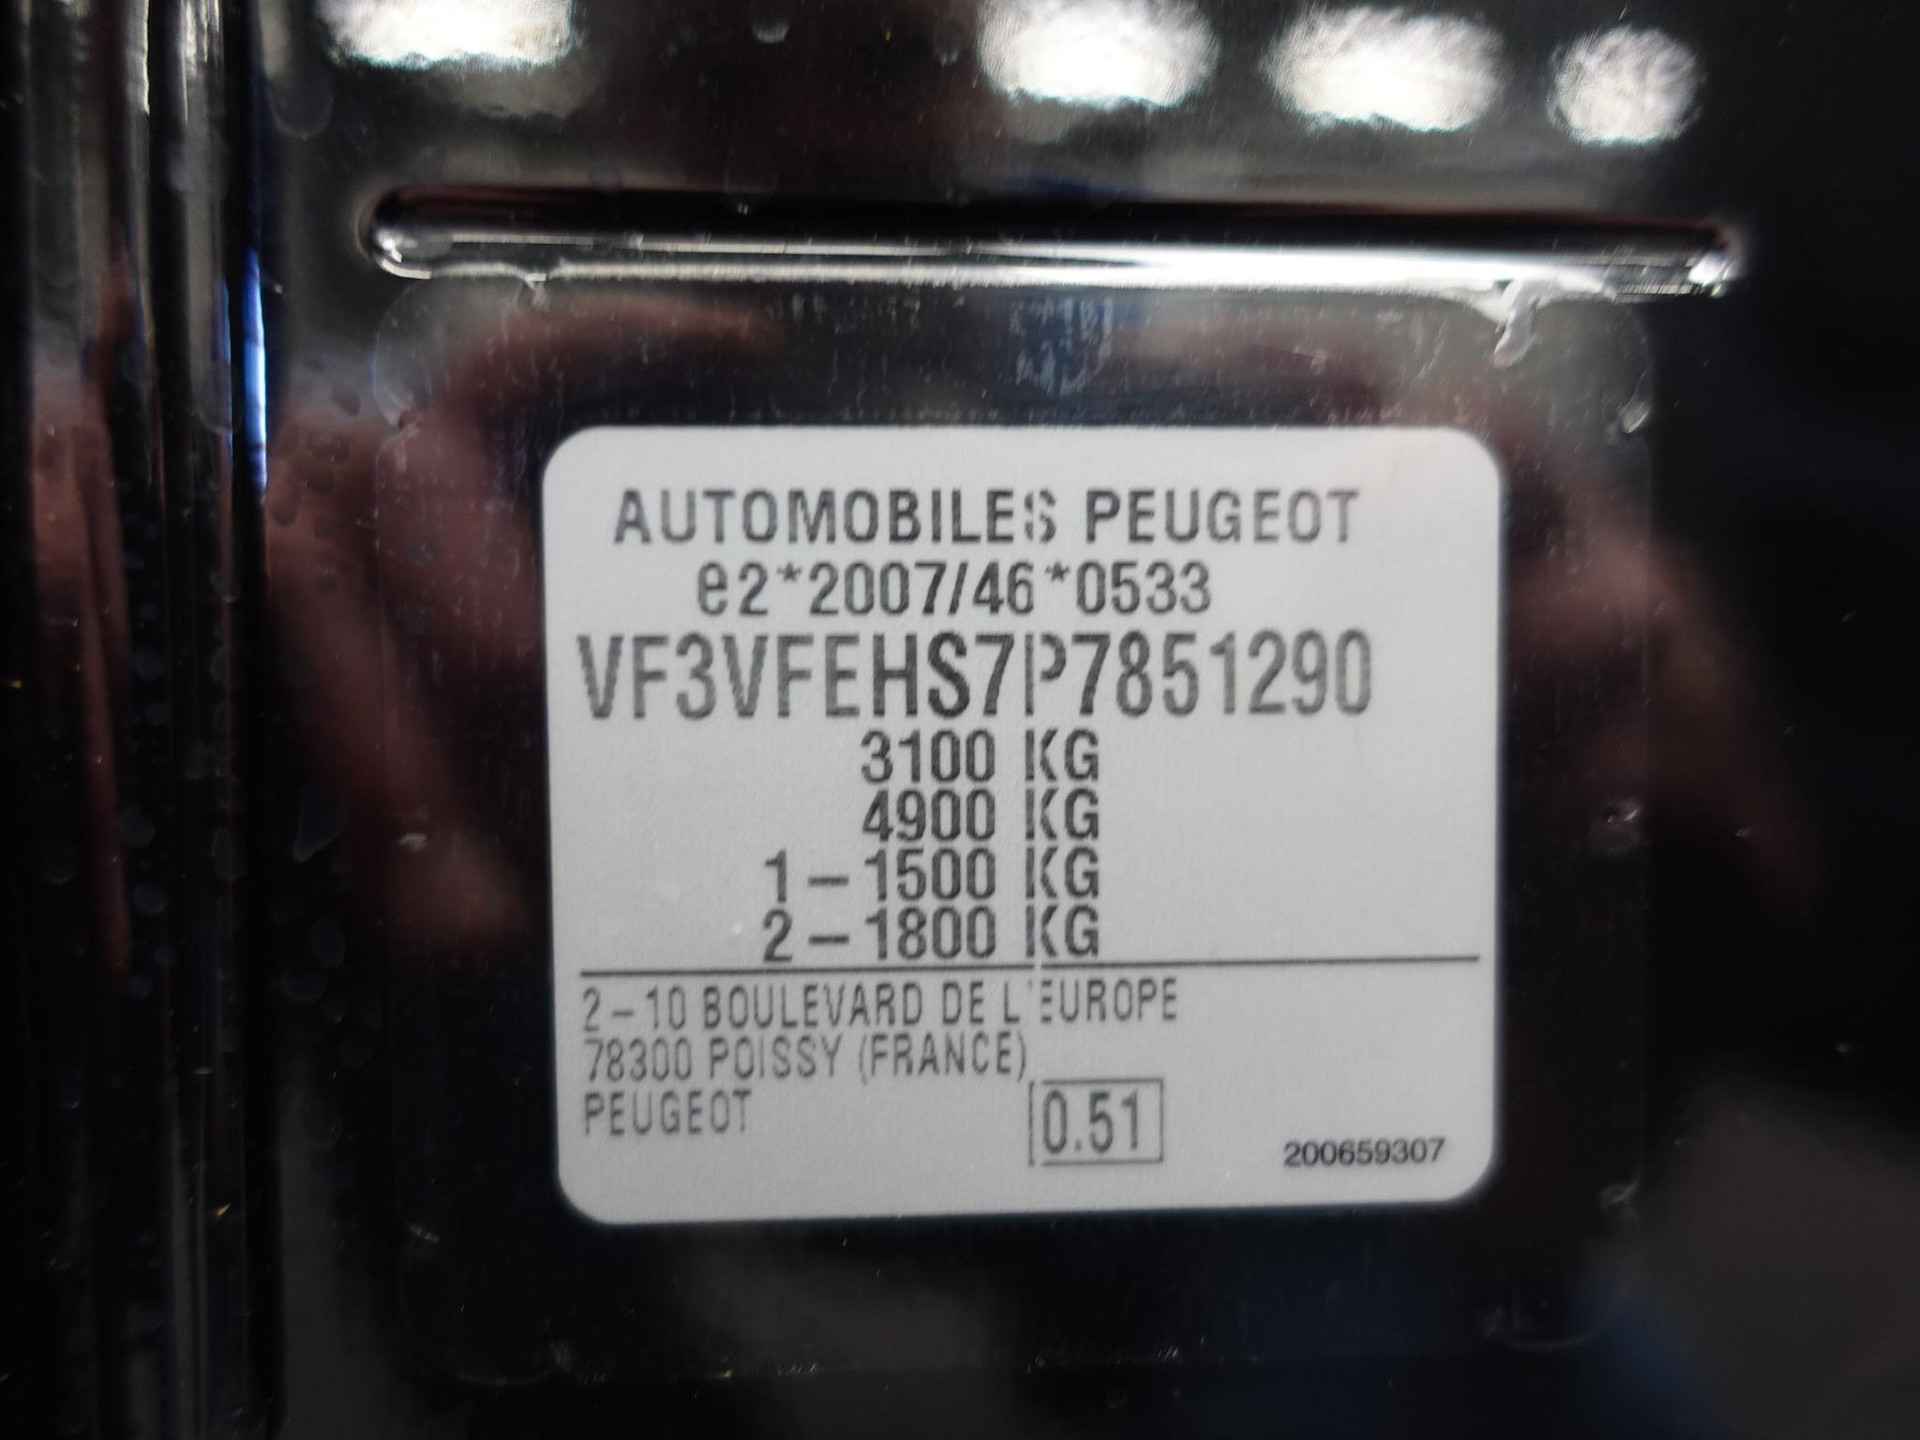 AUTOMOBILES PEUGEOT
e2*2007/46*0533
VF3VFEHS7P7851290
3100 KG
4900 KG
1-1500 KG
2-1800 KG
2-10 BOULEVARD DE L'EUROPE
78300 POISSY (FRANCE)
PEUGEOT
0.51
200659307